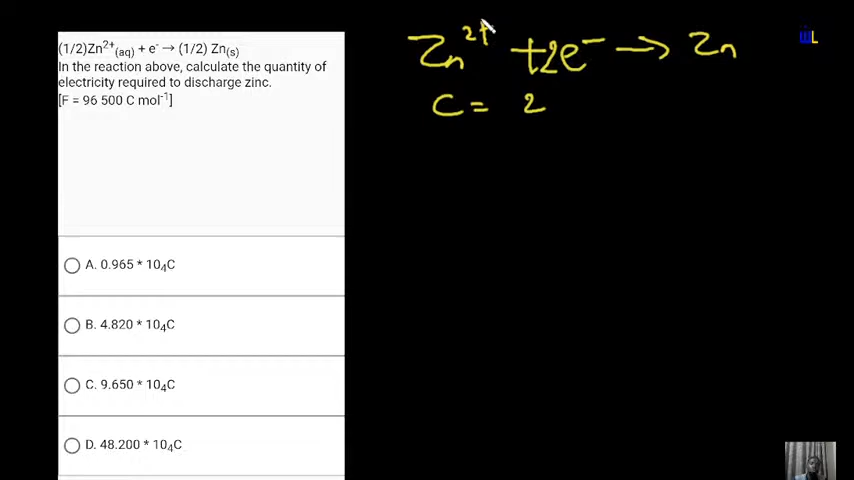 (1/2)Zn²⁺(aq) + e⁻ → (1/2) Zn(s)
In the reaction above, calculate the quantity of
electricity required to discharge zinc.
[F = 96 500 C mol⁻¹]
A. 0.965 * 10₄C
B. 4.820 * 10₄C
C. 9.650 * 10₄C
D. 48.200 * 10₄C
Zn²⁺ + 2e⁻ → Zn
C = 2